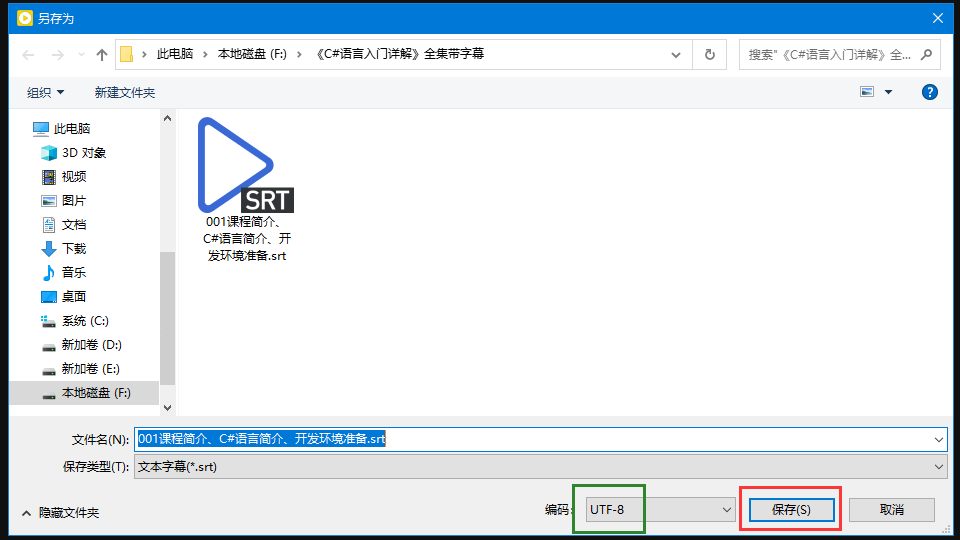 另存为
此电脑 › 本地磁盘 (F:) › 《C#语言入门详解》全集带字幕
搜索"《C#语言入门详解》全...
组织
新建文件夹
?
此电脑
3D 对象
视频
图片
文档
下载
音乐
桌面
系统 (C:)
新加卷 (D:)
新加卷 (E:)
本地磁盘 (F:)
SRT
001课程简介、
C#语言简介、开
发环境准备.srt
文件名(N):
001课程简介、C#语言简介、开发环境准备.srt
保存类型(T):
文本字幕(*.srt)
隐藏文件夹
编码:
UTF-8
保存(S)
取消